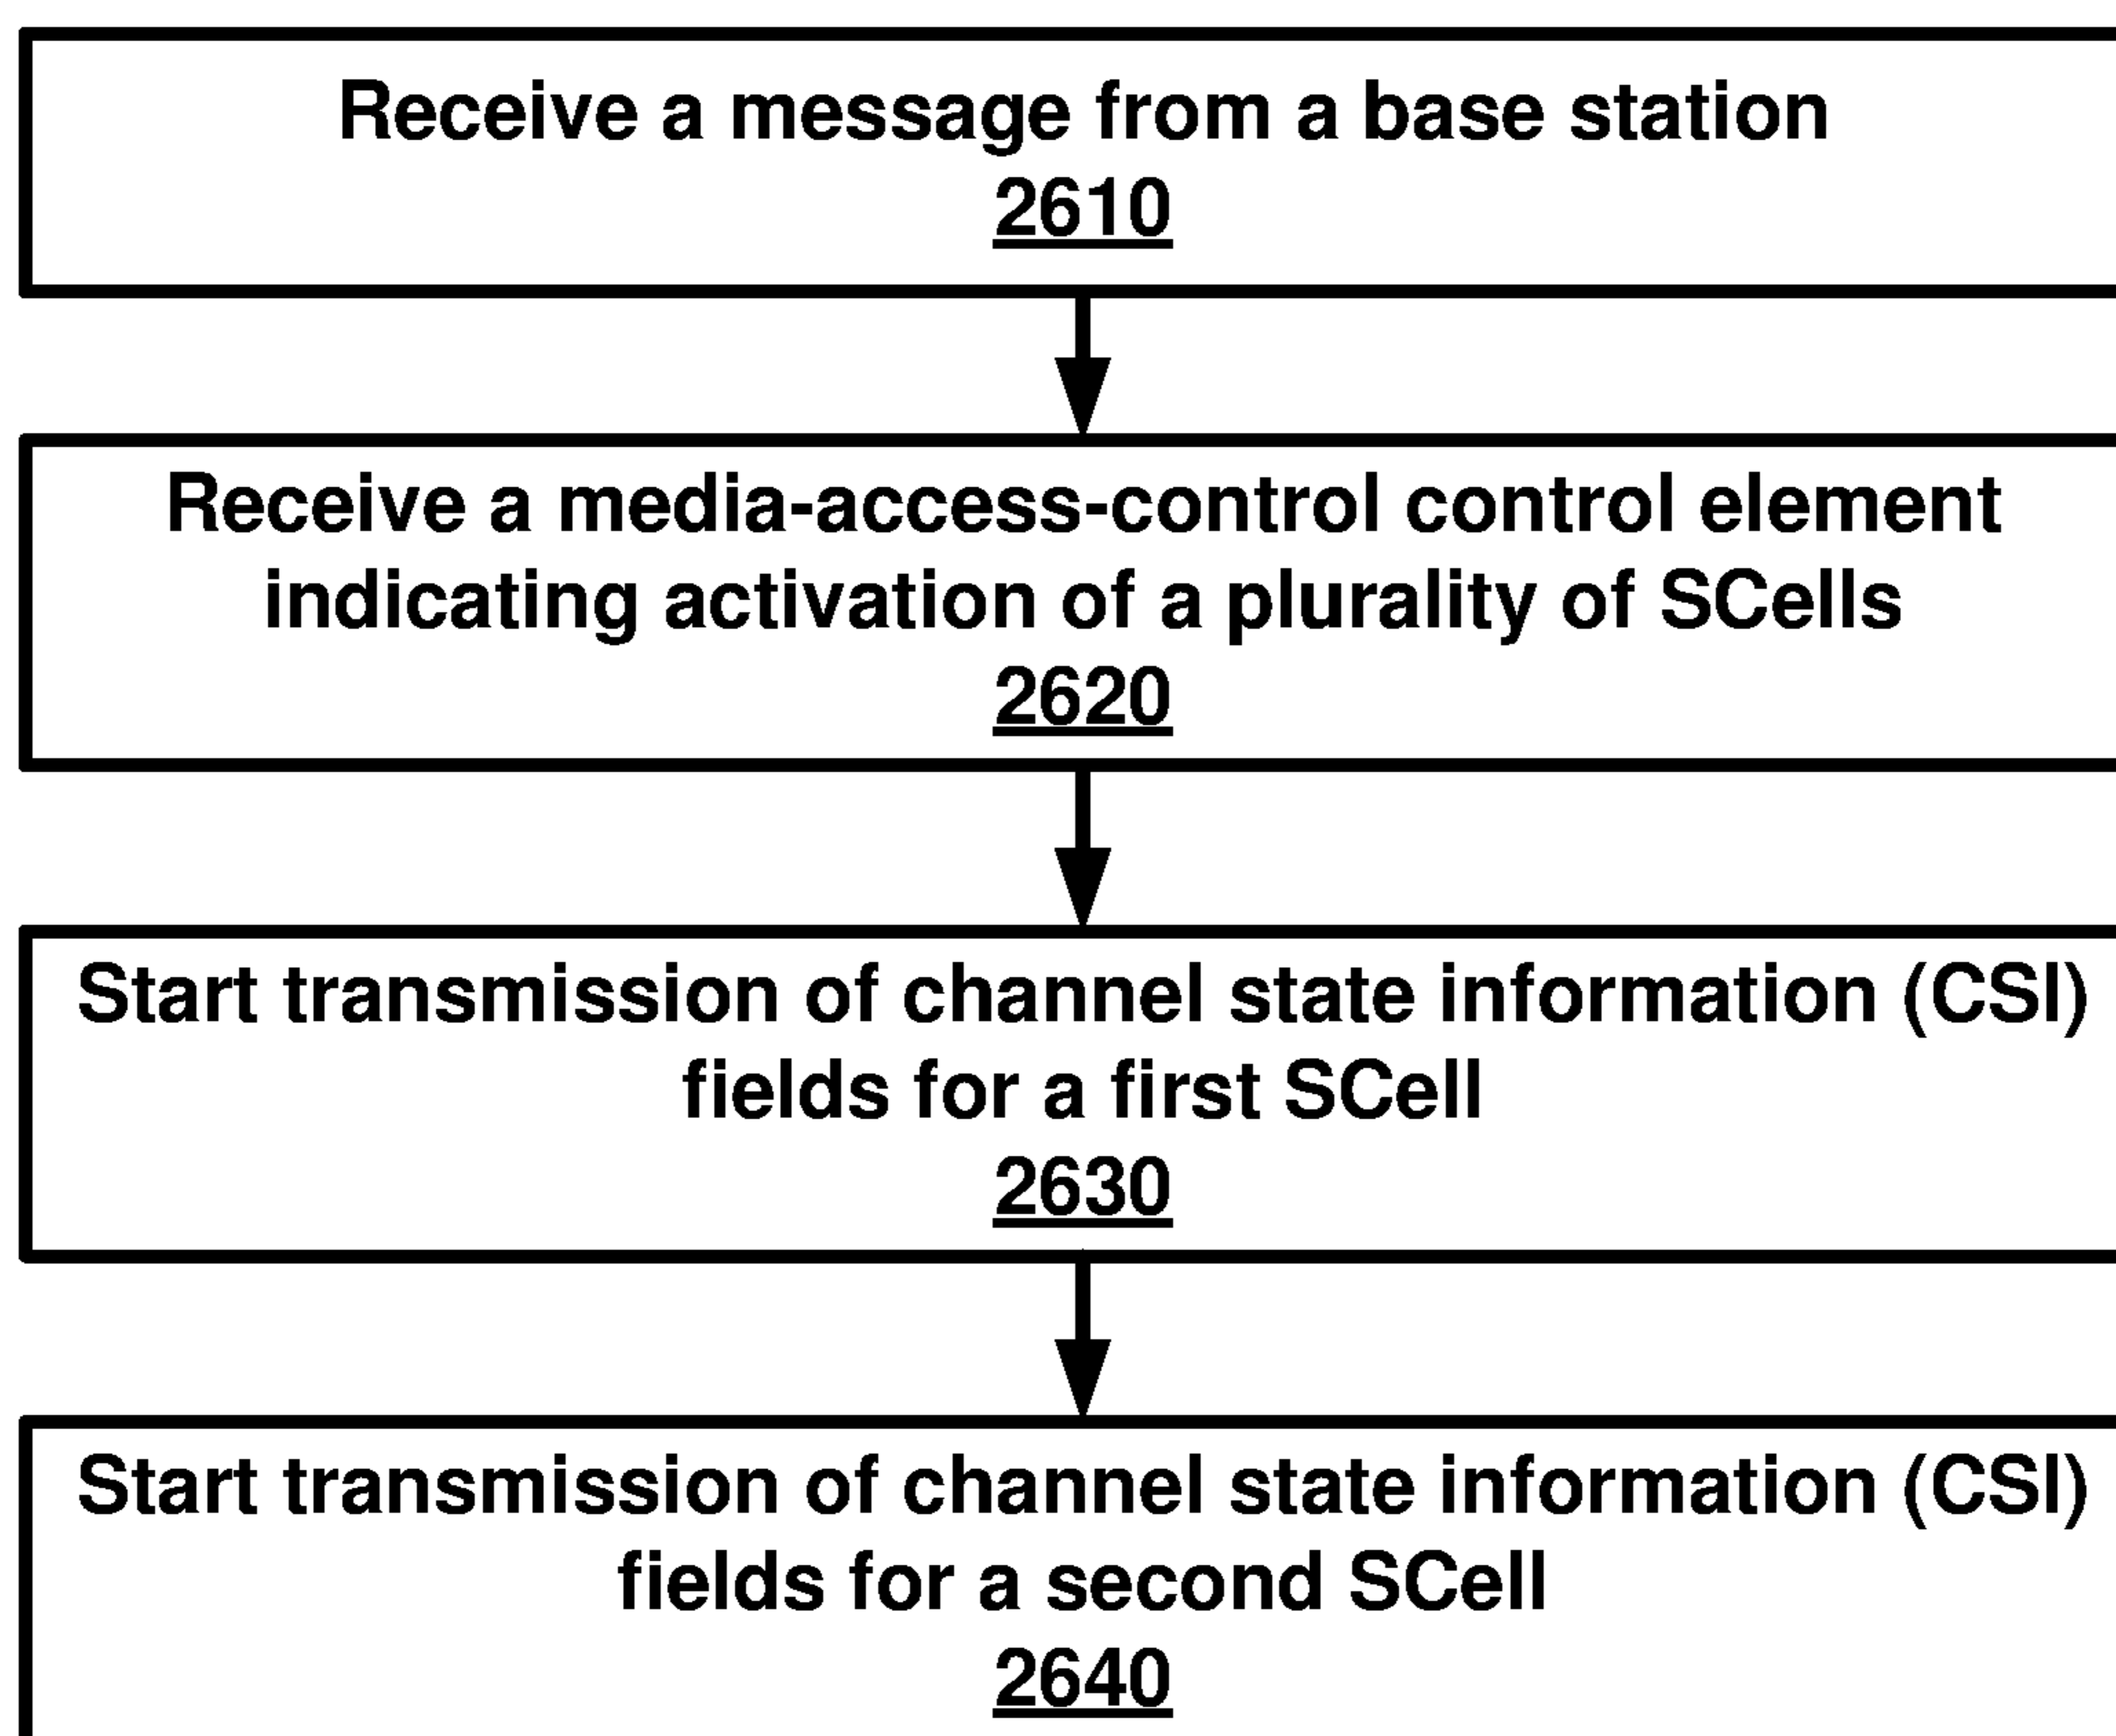 Receive a message from a base station
2610
Receive a media-access-control control element
indicating activation of a plurality of SCells
2620
Start transmission of channel state information (CSI)
fields for a first SCell
2630
Start transmission of channel state information (CSI)
fields for a second SCell
2640